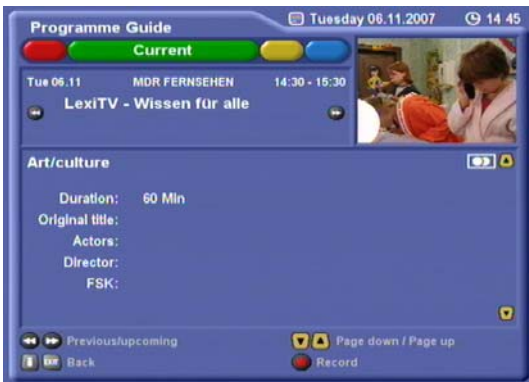 Programme Guide
Tuesday 06.11.2007 14 45
Current
Tue 06.11 MDR FERNSEHEN 14:30 - 15:30
LexiTV - Wissen für alle
Art/culture
Duration: 60 Min
Original title:
Actors:
Director:
FSK:
Previous/upcoming
Page down / Page up
EXIT Back
Record